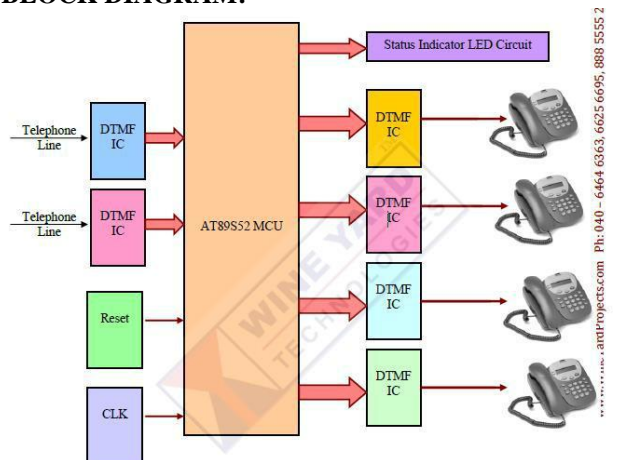 BLOCK DIAGRAM:
Status Indicator LED Circuit
Telephone
Line
DTMF
IC
DTMF
IC
Telephone
Line
DTMF
IC
AT89S52 MCU
DTMF
IC
Reset
DTMF
IC
CLK
DTMF
IC
WINE YARD
TECHNOLOGIES
ardProjects.com Ph: 040 – 6464 6363, 6625 6695, 888 5555 2